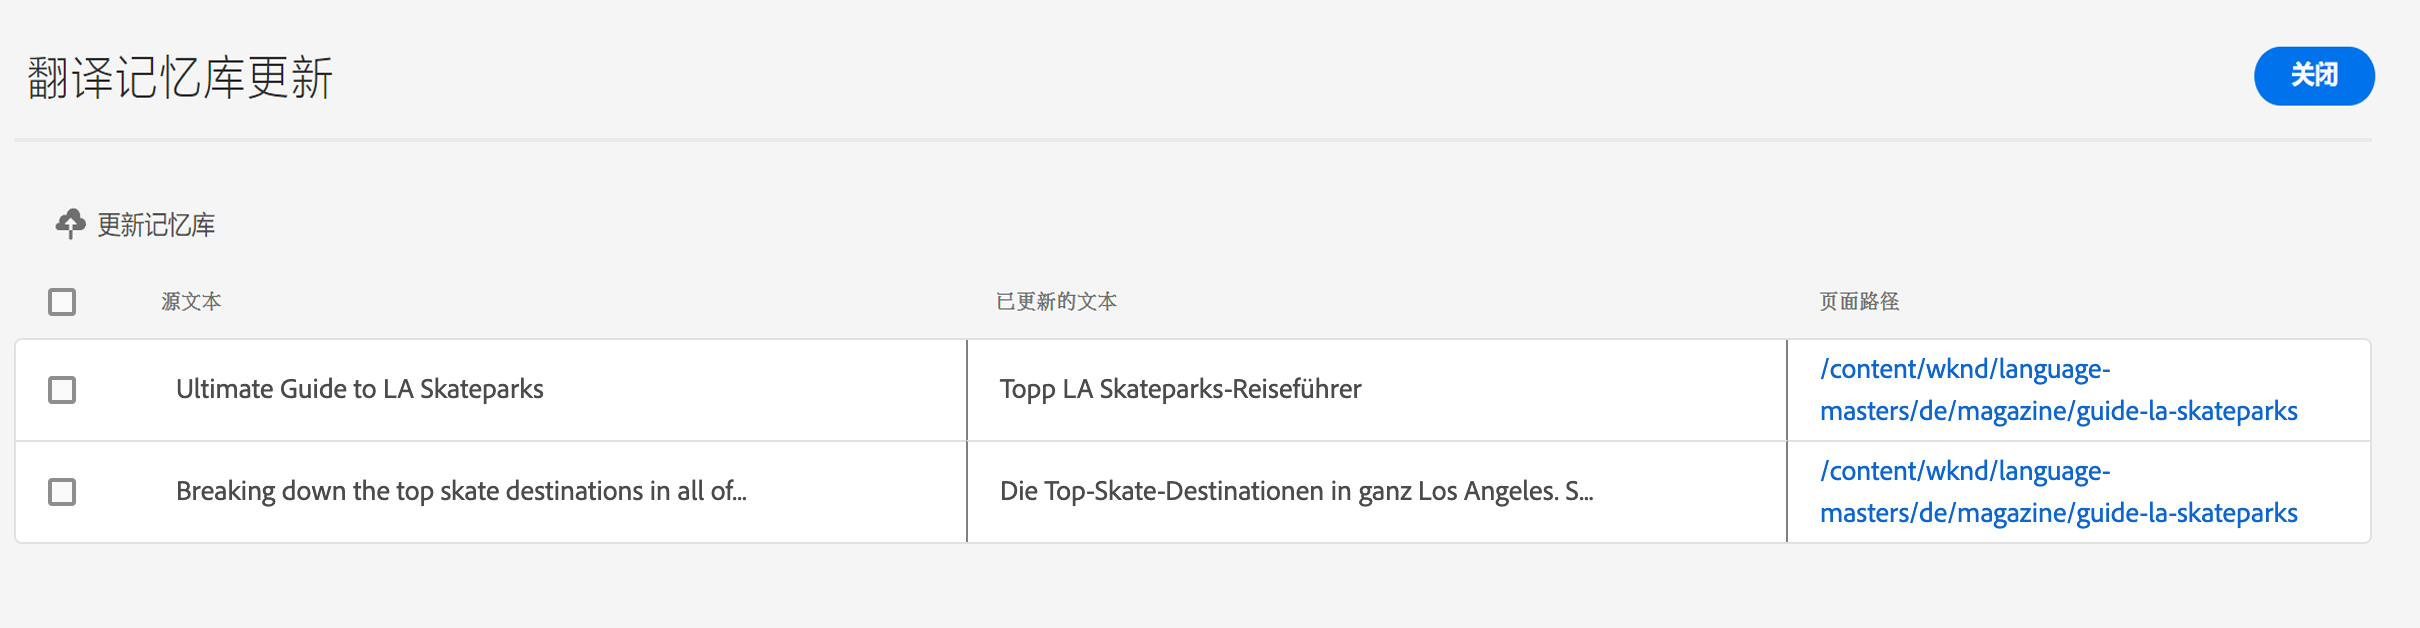 翻译记忆库更新
关闭
更新记忆库
源文本 已更新的文本 页面路径
Ultimate Guide to LA Skateparks
Topp LA Skateparks-Reiseführer
/content/wknd/language-
masters/de/magazine/guide-la-skateparks
Breaking down the top skate destinations in all of...
Die Top-Skate-Destinationen in ganz Los Angeles. S...
/content/wknd/language-
masters/de/magazine/guide-la-skateparks